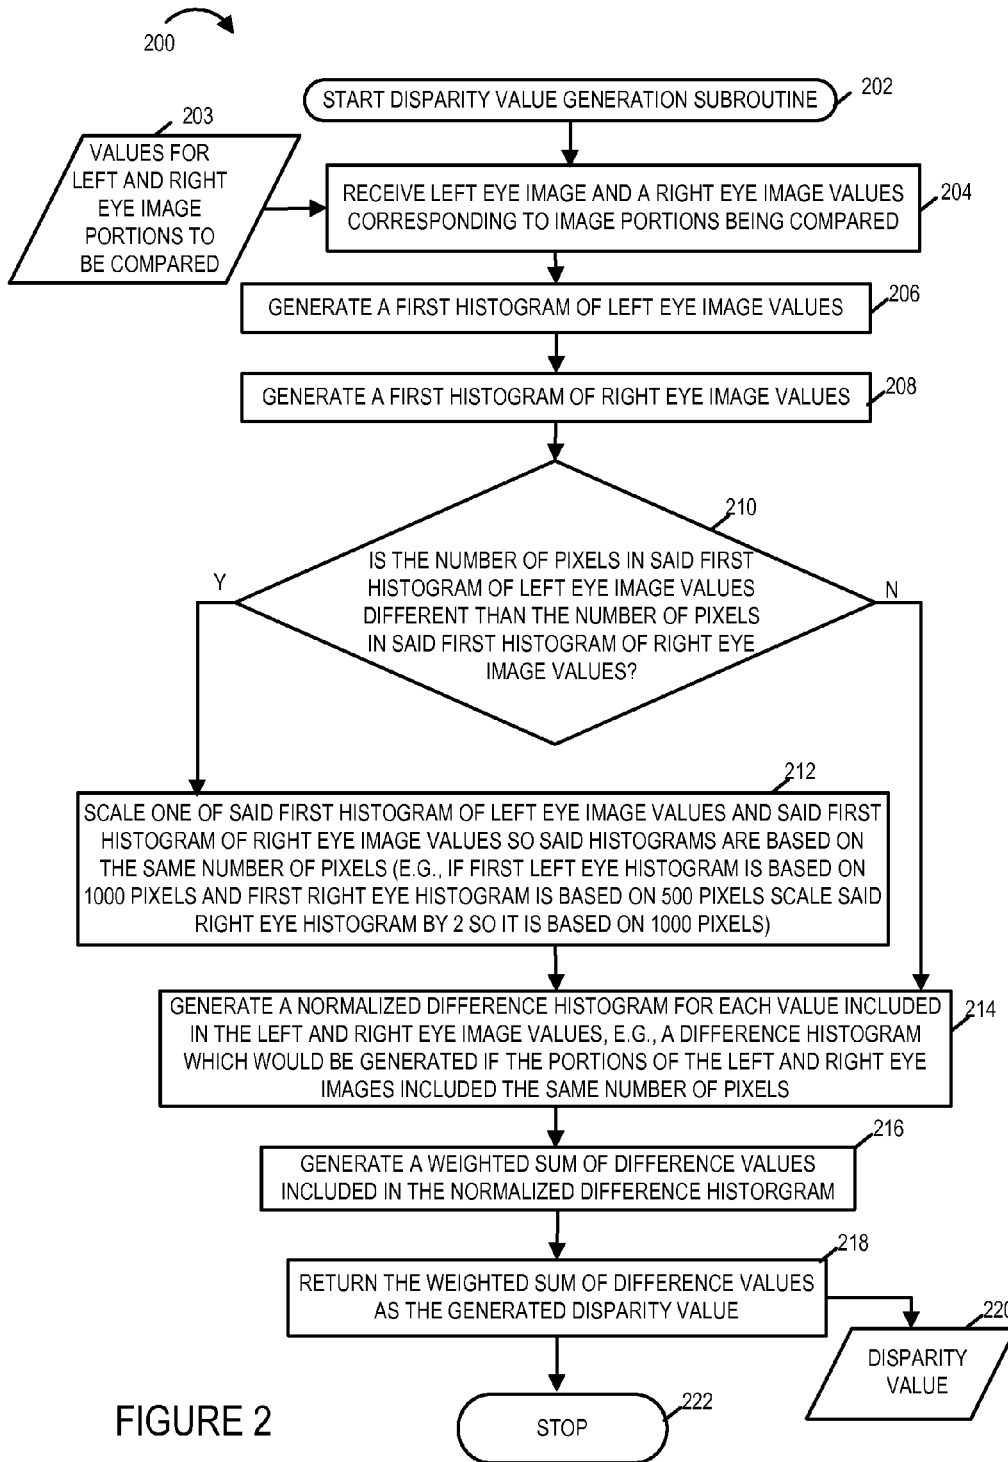 200
START DISPARITY VALUE GENERATION SUBROUTINE
202
203
VALUES FOR
LEFT AND RIGHT
EYE IMAGE
PORTIONS TO
BE COMPARED
RECEIVE LEFT EYE IMAGE AND A RIGHT EYE IMAGE VALUES
CORRESPONDING TO IMAGE PORTIONS BEING COMPARED
204
GENERATE A FIRST HISTOGRAM OF LEFT EYE IMAGE VALUES
206
GENERATE A FIRST HISTOGRAM OF RIGHT EYE IMAGE VALUES
208
210
IS THE NUMBER OF PIXELS IN SAID FIRST
HISTOGRAM OF LEFT EYE IMAGE VALUES
DIFFERENT THAN THE NUMBER OF PIXELS
IN SAID FIRST HISTOGRAM OF RIGHT EYE
IMAGE VALUES?
Y
N
212
SCALE ONE OF SAID FIRST HISTOGRAM OF LEFT EYE IMAGE VALUES AND SAID FIRST
HISTOGRAM OF RIGHT EYE IMAGE VALUES SO SAID HISTOGRAMS ARE BASED ON
THE SAME NUMBER OF PIXELS (E.G., IF FIRST LEFT EYE HISTOGRAM IS BASED ON
1000 PIXELS AND FIRST RIGHT EYE HISTOGRAM IS BASED ON 500 PIXELS SCALE SAID
RIGHT EYE HISTOGRAM BY 2 SO IT IS BASED ON 1000 PIXELS)
GENERATE A NORMALIZED DIFFERENCE HISTOGRAM FOR EACH VALUE INCLUDED
IN THE LEFT AND RIGHT EYE IMAGE VALUES, E.G., A DIFFERENCE HISTOGRAM
WHICH WOULD BE GENERATED IF THE PORTIONS OF THE LEFT AND RIGHT EYE
IMAGES INCLUDED THE SAME NUMBER OF PIXELS
214
216
GENERATE A WEIGHTED SUM OF DIFFERENCE VALUES
INCLUDED IN THE NORMALIZED DIFFERENCE HISTORGRAM
218
RETURN THE WEIGHTED SUM OF DIFFERENCE VALUES
AS THE GENERATED DISPARITY VALUE
220
DISPARITY
VALUE
STOP
222
FIGURE 2